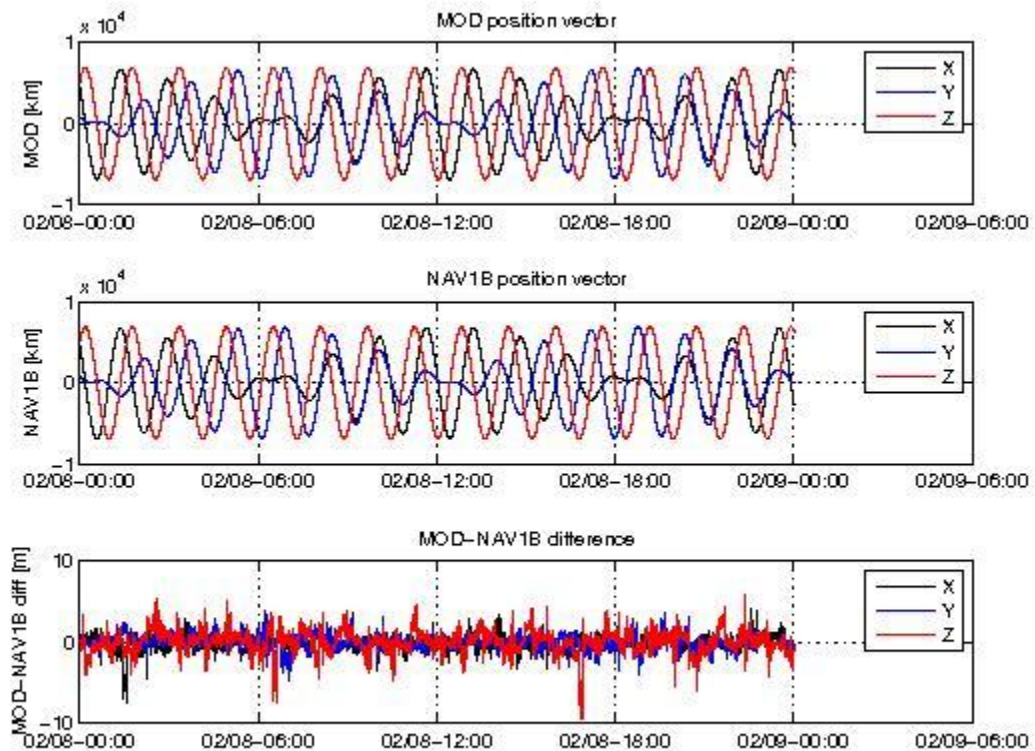 MOD position vector
x 10^4
1
0
−1
MOD [km]
X
Y
Z
02/08−00:00 02/08−06:00 02/08−12:00 02/08−18:00 02/09−00:00 02/09−06:00
NAV1B position vector
x 10^4
1
0
−1
NAV1B [km]
X
Y
Z
02/08−00:00 02/08−06:00 02/08−12:00 02/08−18:00 02/09−00:00 02/09−06:00
MOD−NAV1B difference
10
0
−10
MOD−NAV1B diff [m]
X
Y
Z
02/08−00:00 02/08−06:00 02/08−12:00 02/08−18:00 02/09−00:00 02/09−06:00